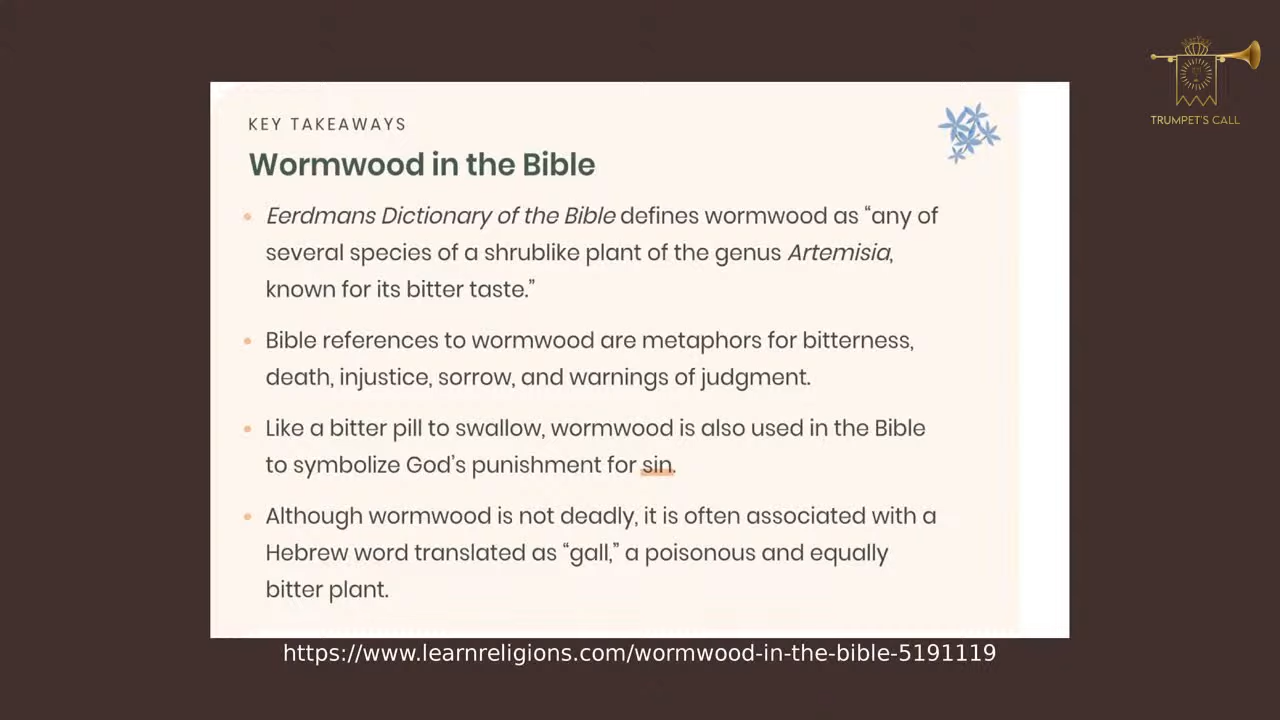 KEY TAKEAWAYS
Wormwood in the Bible
Eerdmans Dictionary of the Bible defines wormwood as “any of
several species of a shrublike plant of the genus Artemisia,
known for its bitter taste.”
Bible references to wormwood are metaphors for bitterness,
death, injustice, sorrow, and warnings of judgment.
Like a bitter pill to swallow, wormwood is also used in the Bible
to symbolize God’s punishment for sin.
Although wormwood is not deadly, it is often associated with a
Hebrew word translated as “gall,” a poisonous and equally
bitter plant.
https://www.learnreligions.com/wormwood-in-the-bible-5191119
TRUMPET'S CALL